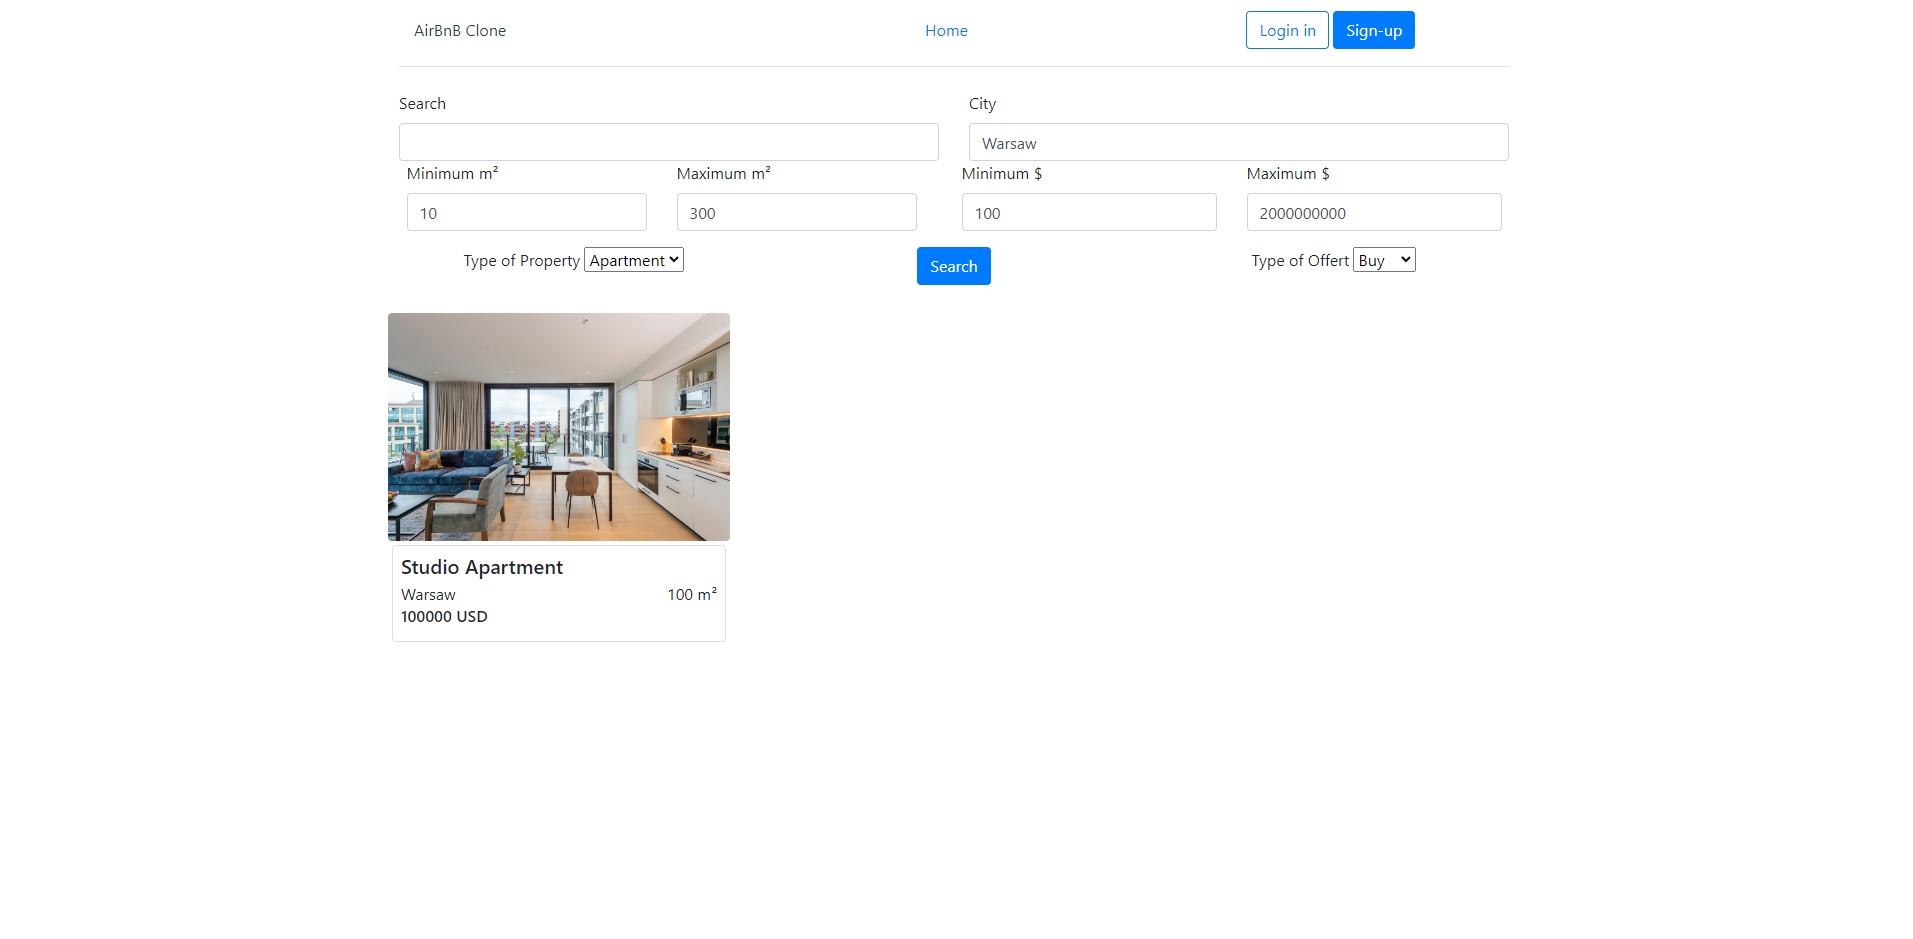 AirBnB Clone Home Login in Sign-up
Search City
Warsaw
Minimum m² Maximum m² Minimum $ Maximum $
10 300 100 2000000000
Type of Property Apartment Search Type of Offert Buy
Studio Apartment
Warsaw 100 m²
100000 USD